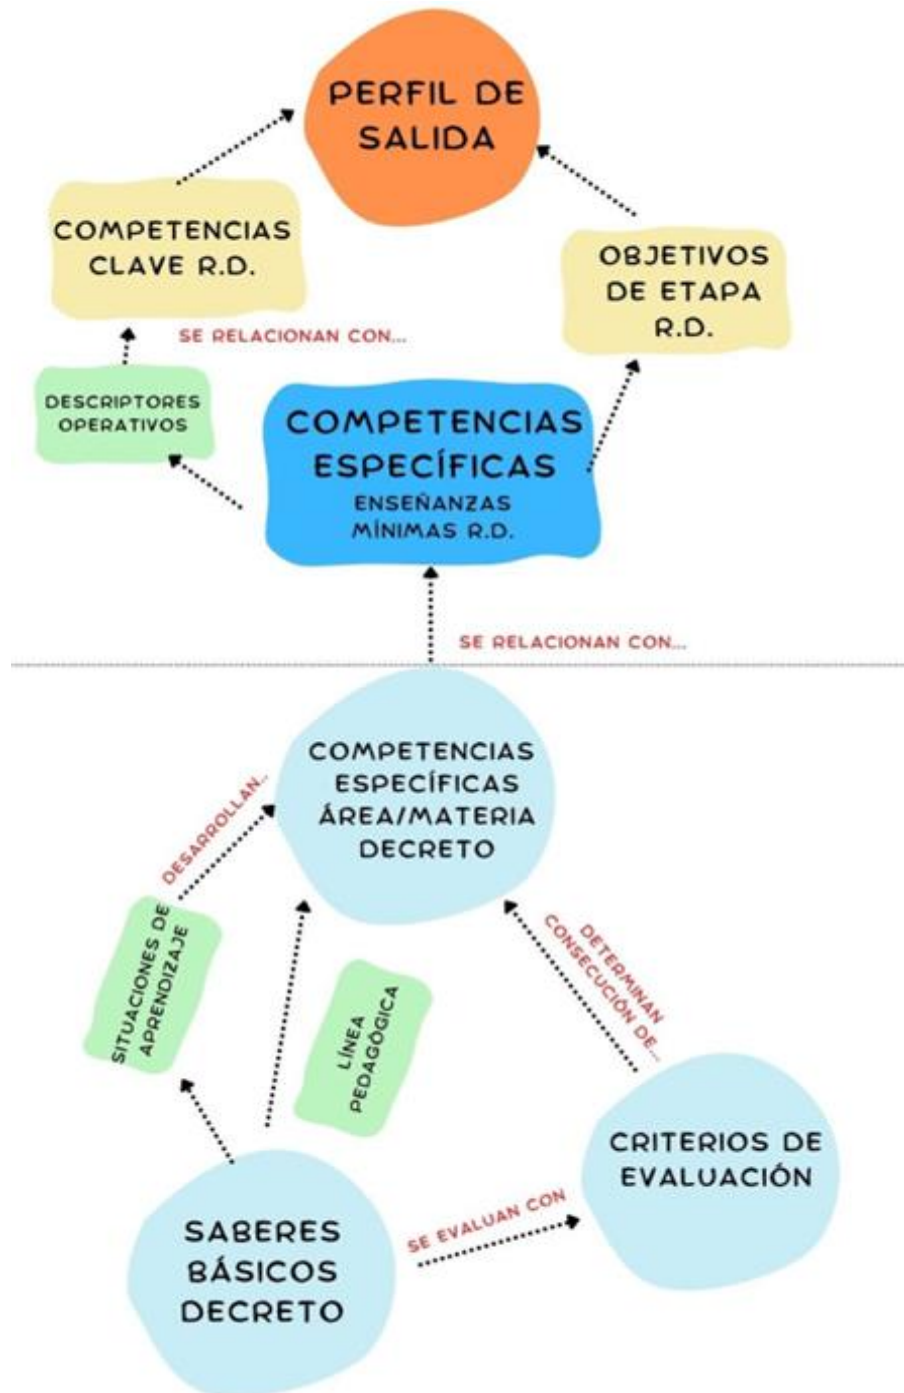 PERFIL DE
SALIDA
COMPETENCIAS
CLAVE R.D.
OBJETIVOS
DE ETAPA
R.D.
SE RELACIONAN CON...
DESCRIPTORES
OPERATIVOS
COMPETENCIAS
ESPECÍFICAS
ENSEÑANZAS
MÍNIMAS R.D.
SE RELACIONAN CON...
COMPETENCIAS
ESPECÍFICAS
ÁREA/MATERIA
DECRETO
DESARROLLAN..
SITUACIONES DE
APRENDIZAJE
LÍNEA
PEDAGÓGICA
DETERMINAN
CONSECUCIÓN DE...
CRITERIOS DE
EVALUACIÓN
SE EVALUAN CON
SABERES
BÁSICOS
DECRETO